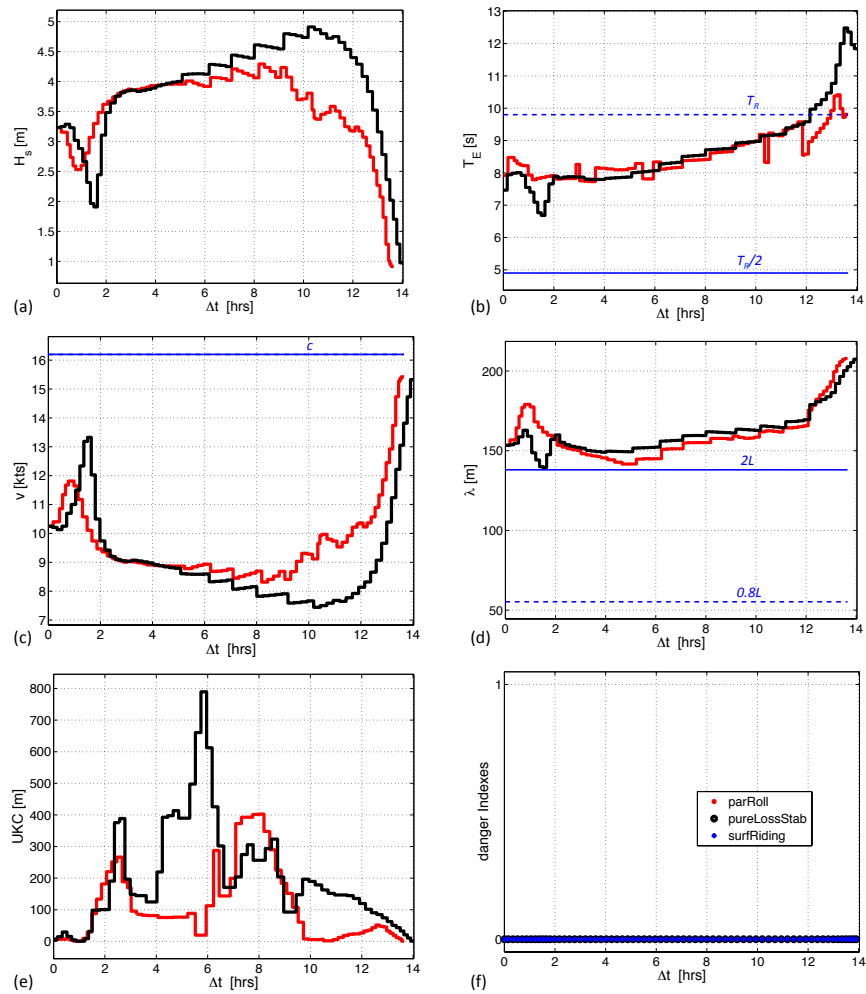 5
4.5
4
3.5
3
2.5
2
1.5
1
H_s [m]
0 2 4 6 8 10 12 14
(a)
Δt [hrs]
13
12
11
10
9
8
7
6
5
T_E [s]
T_R
T_R/2
0 2 4 6 8 10 12 14
(b)
Δt [hrs]
16
15
14
13
12
11
10
9
8
7
v [kts]
c
0 2 4 6 8 10 12 14
(c)
Δt [hrs]
200
150
100
50
λ [m]
2L
0.8L
0 2 4 6 8 10 12 14
(d)
Δt [hrs]
800
700
600
500
400
300
200
100
0
UKC [m]
0 2 4 6 8 10 12 14
(e)
Δt [hrs]
1
0
danger Indexes
parRoll
pureLossStab
surfRiding
0 2 4 6 8 10 12 14
(f)
Δt [hrs]